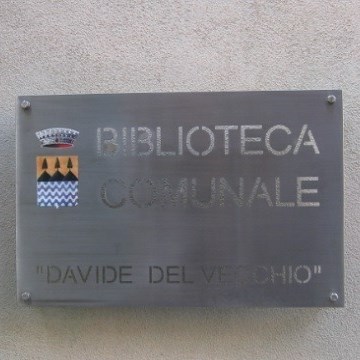 BIBLIOTECA
COMUNALE
"DAVIDE DEL VECCHIO"